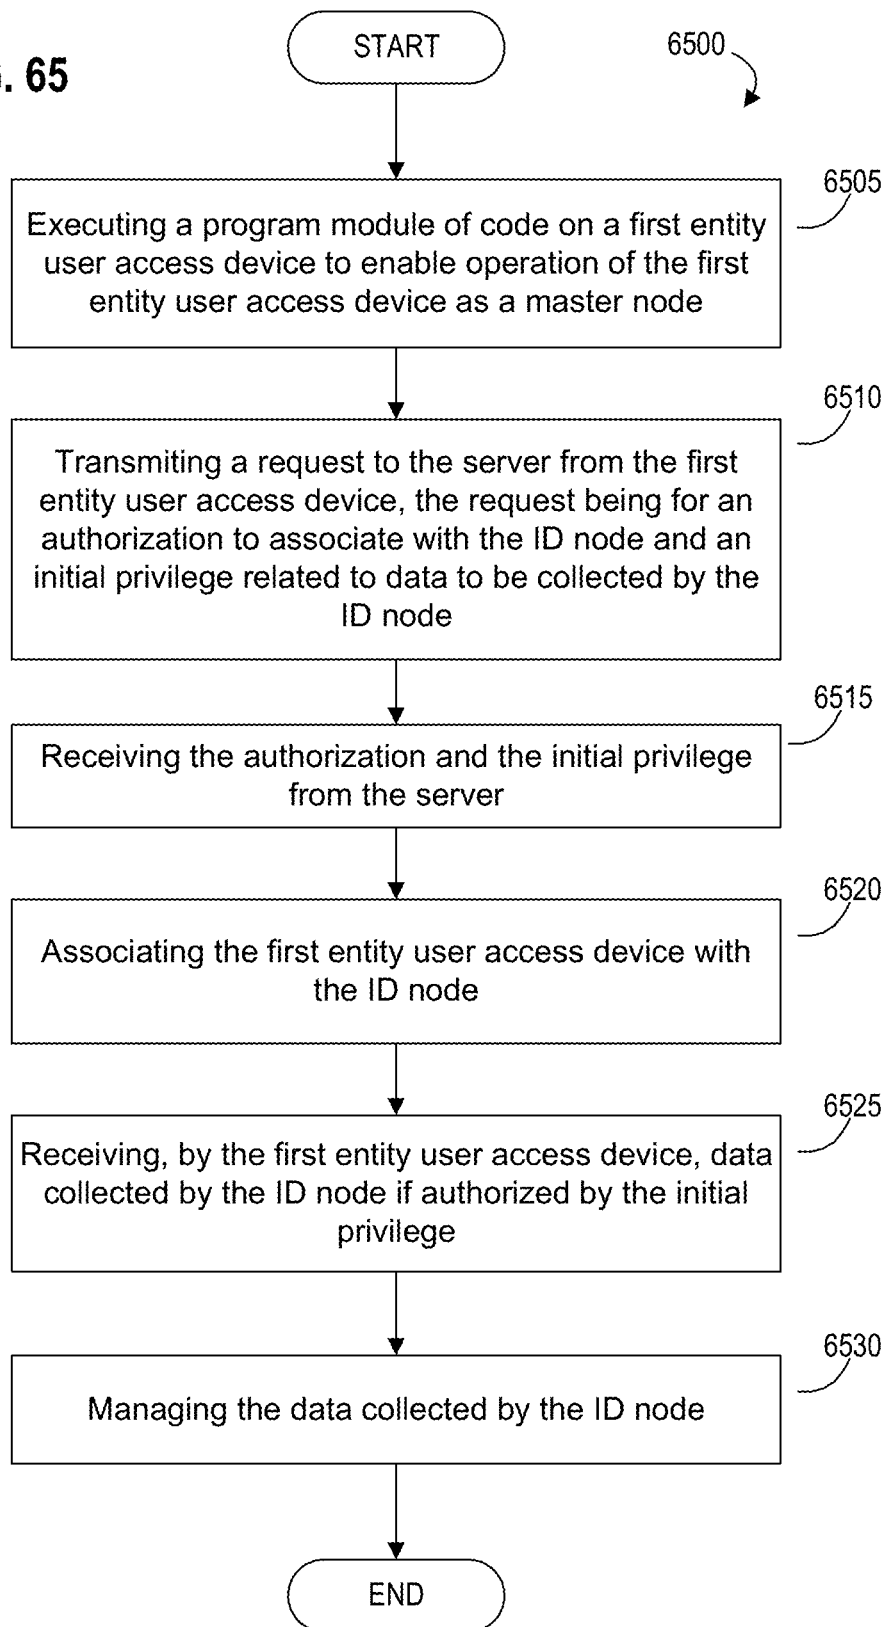 START
6500
. 65
6505
Executing a program module of code on a first entity
user access device to enable operation of the first
entity user access device as a master node
6510
Transmiting a request to the server from the first
entity user access device, the request being for an
authorization to associate with the ID node and an
initial privilege related to data to be collected by the
ID node
6515
Receiving the authorization and the initial privilege
from the server
6520
Associating the first entity user access device with
the ID node
6525
Receiving, by the first entity user access device, data
collected by the ID node if authorized by the initial
privilege
6530
Managing the data collected by the ID node
END